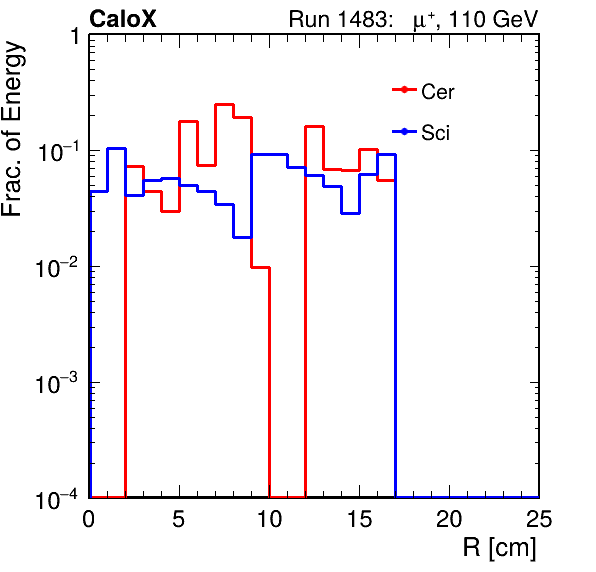 CaloX Run 1483: μ⁺, 110 GeV
Frac. of Energy
1
10⁻¹
10⁻²
10⁻³
10⁻⁴
Cer
Sci
0 5 10 15 20 25
R [cm]